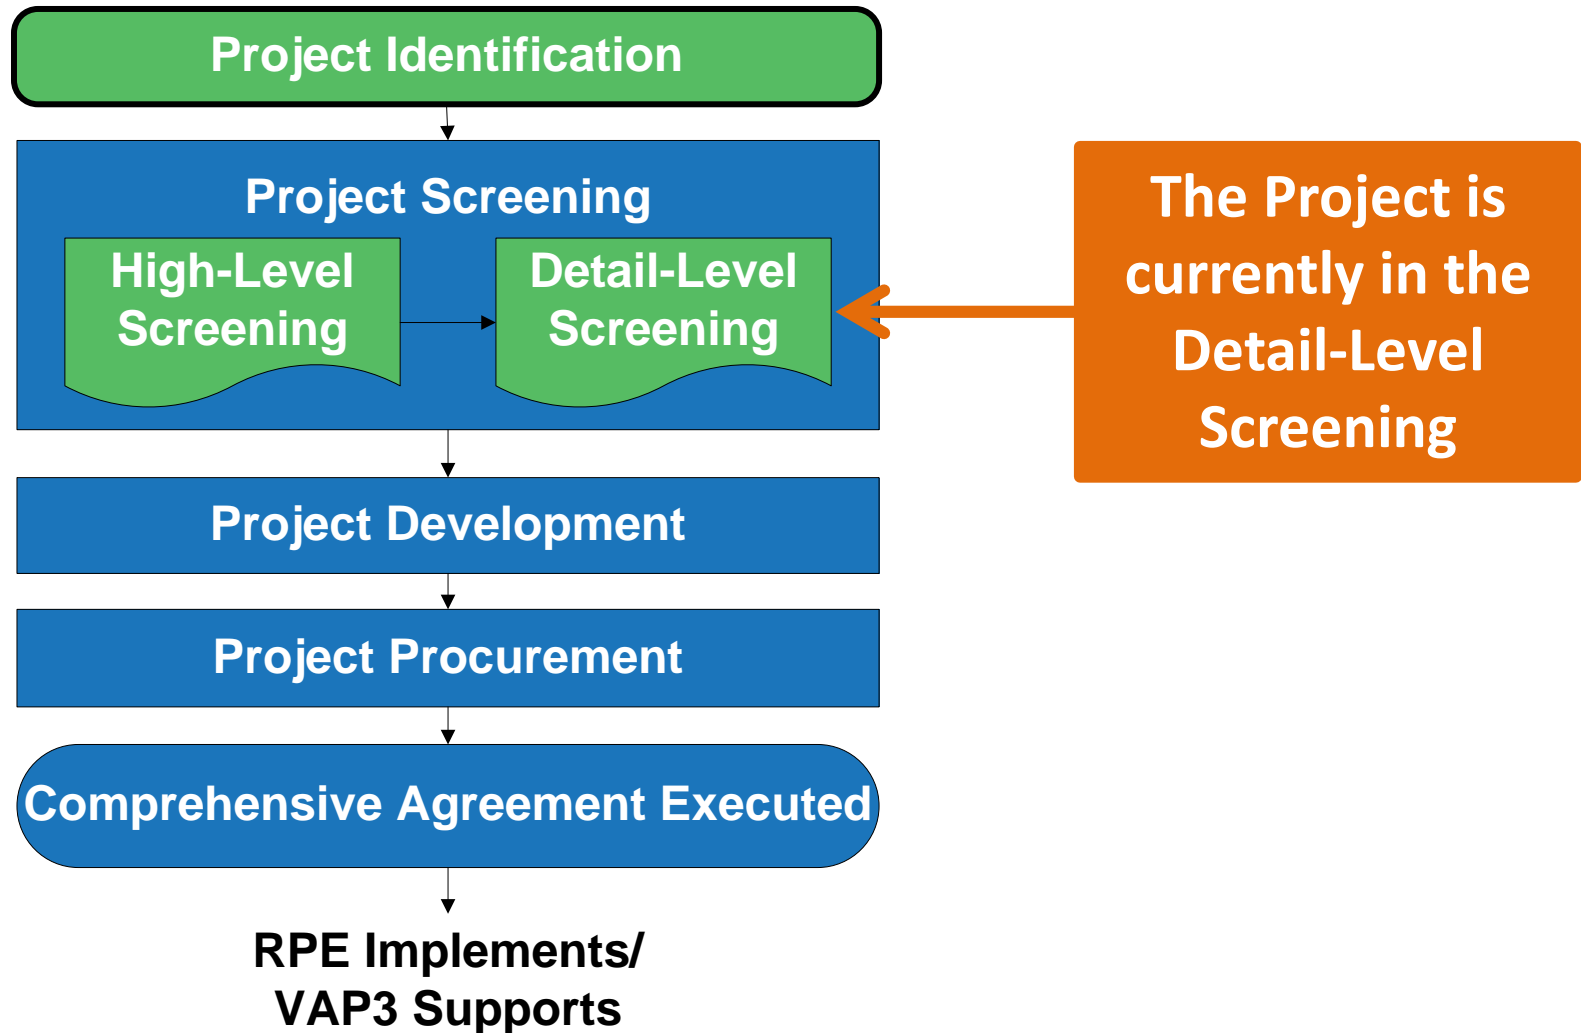 Project Identification
Project Screening
High-Level
Screening
Detail-Level
Screening
The Project is
currently in the
Detail-Level
Screening
Project Development
Project Procurement
Comprehensive Agreement Executed
RPE Implements/
VAP3 Supports